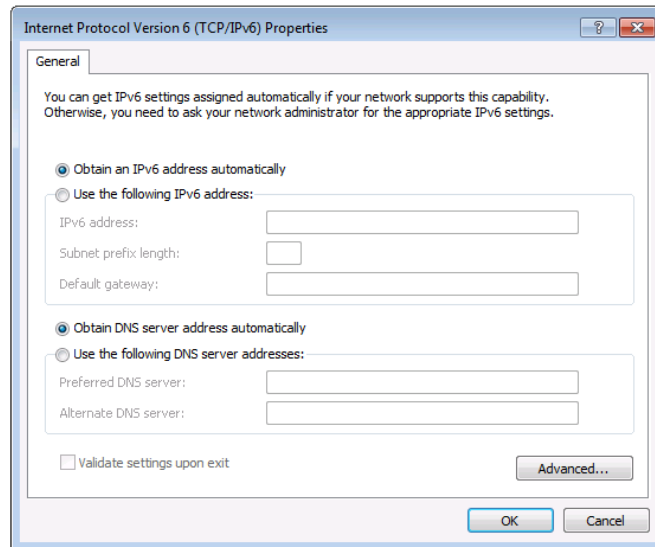 Internet Protocol Version 6 (TCP/IPv6) Properties
General
You can get IPv6 settings assigned automatically if your network supports this capability.
Otherwise, you need to ask your network administrator for the appropriate IPv6 settings.
Obtain an IPv6 address automatically
Use the following IPv6 address:
IPv6 address:
Subnet prefix length:
Default gateway:
Obtain DNS server address automatically
Use the following DNS server addresses:
Preferred DNS server:
Alternate DNS server:
Validate settings upon exit
Advanced...
OK Cancel